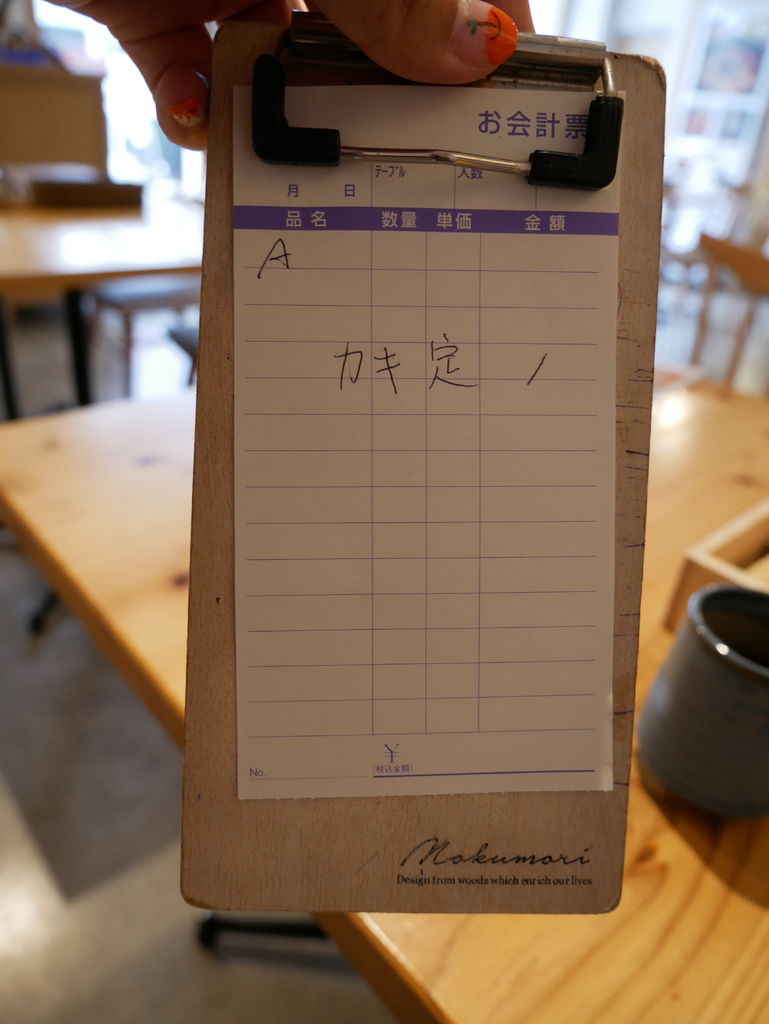 お会計票
月 日 テーブル 人数
品名 数量 単価 金額
A
カキ定 /
¥
No. (税込金額)
Mokumori
Design from woods which enrich our lives